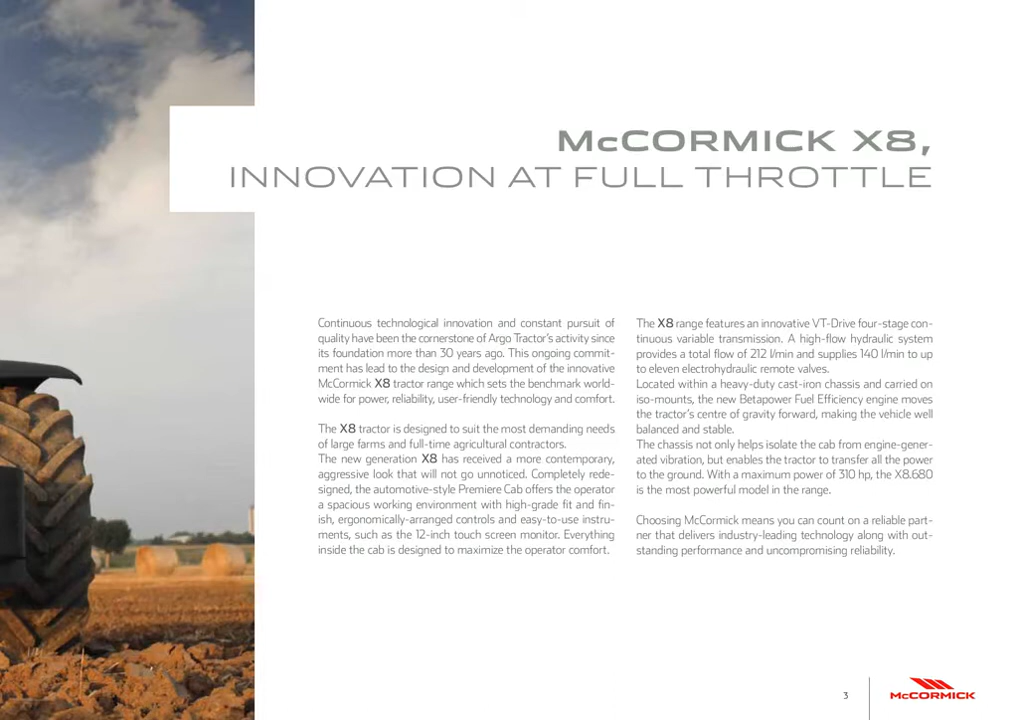 McCORMICK X8,
INNOVATION AT FULL THROTTLE
Continuous technological innovation and constant pursuit of
quality have been the cornerstone of Argo Tractor's activity since
its foundation more than 30 years ago. This ongoing commit-
ment has lead to the design and development of the innovative
McCormick X8 tractor range which sets the benchmark world-
wide for power, reliability, user-friendly technology and comfort.
The X8 tractor is designed to suit the most demanding needs
of large farms and full-time agricultural contractors.
The new generation X8 has received a more contemporary,
aggressive look that will not go unnoticed. Completely rede-
signed, the automotive-style Premiere Cab offers the operator
a spacious working environment with high-grade fit and fin-
ish, ergonomically-arranged controls and easy-to-use instru-
ments, such as the 12-inch touch screen monitor. Everything
inside the cab is designed to maximize the operator comfort.
The X8 range features an innovative VT-Drive four-stage con-
tinuous variable transmission. A high-flow hydraulic system
provides a total flow of 212 l/min and supplies 140 l/min to up
to eleven electrohydraulic remote valves.
Located within a heavy-duty cast-iron chassis and carried on
iso-mounts, the new Betapower Fuel Efficiency engine moves
the tractor's centre of gravity forward, making the vehicle well
balanced and stable.
The chassis not only helps isolate the cab from engine-gener-
ated vibration, but enables the tractor to transfer all the power
to the ground. With a maximum power of 310 hp, the X8.680
is the most powerful model in the range.
Choosing McCormick means you can count on a reliable part-
ner that delivers industry-leading technology along with out-
standing performance and uncompromising reliability.
3
McCORMICK